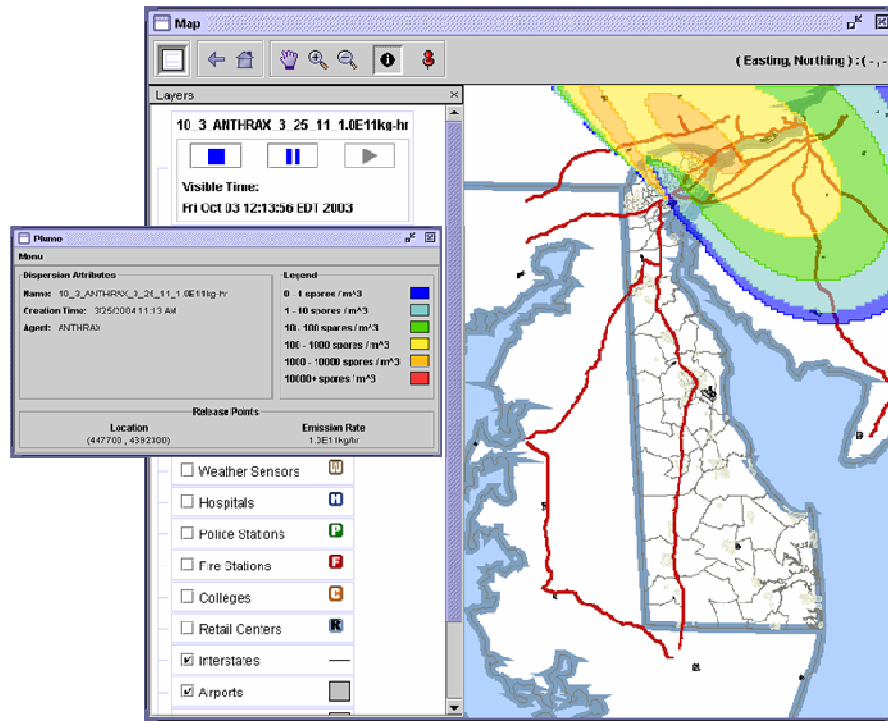 Map
( Easting, Northing ) : ( - , -
Layers
10_3_ANTHRAX_3_25_11_1.0E11kg-hr
Visible Time:
Fri Oct 03 12:13:56 EDT 2003
Plume
Menu
Dispersion Attributes
Name: 10_3_ANTHRAX_3_25_11_1.0E11kg-hr
Creation Time: 3/25/2004 11:13 AM
Agent: ANTHRAX
Legend
0 - 1 spores / m^3
1 - 10 spores / m^3
10 - 100 spores / m^3
100 - 1000 spores / m^3
1000 - 10000 spores / m^3
10000+ spores / m^3
Release Points
Location
Emission Rate
(447700 , 4392300)
1.0E11kg/hr
Weather Sensors W
Hospitals H
Police Stations P
Fire Stations F
Colleges C
Retail Centers R
Interstates
Airports